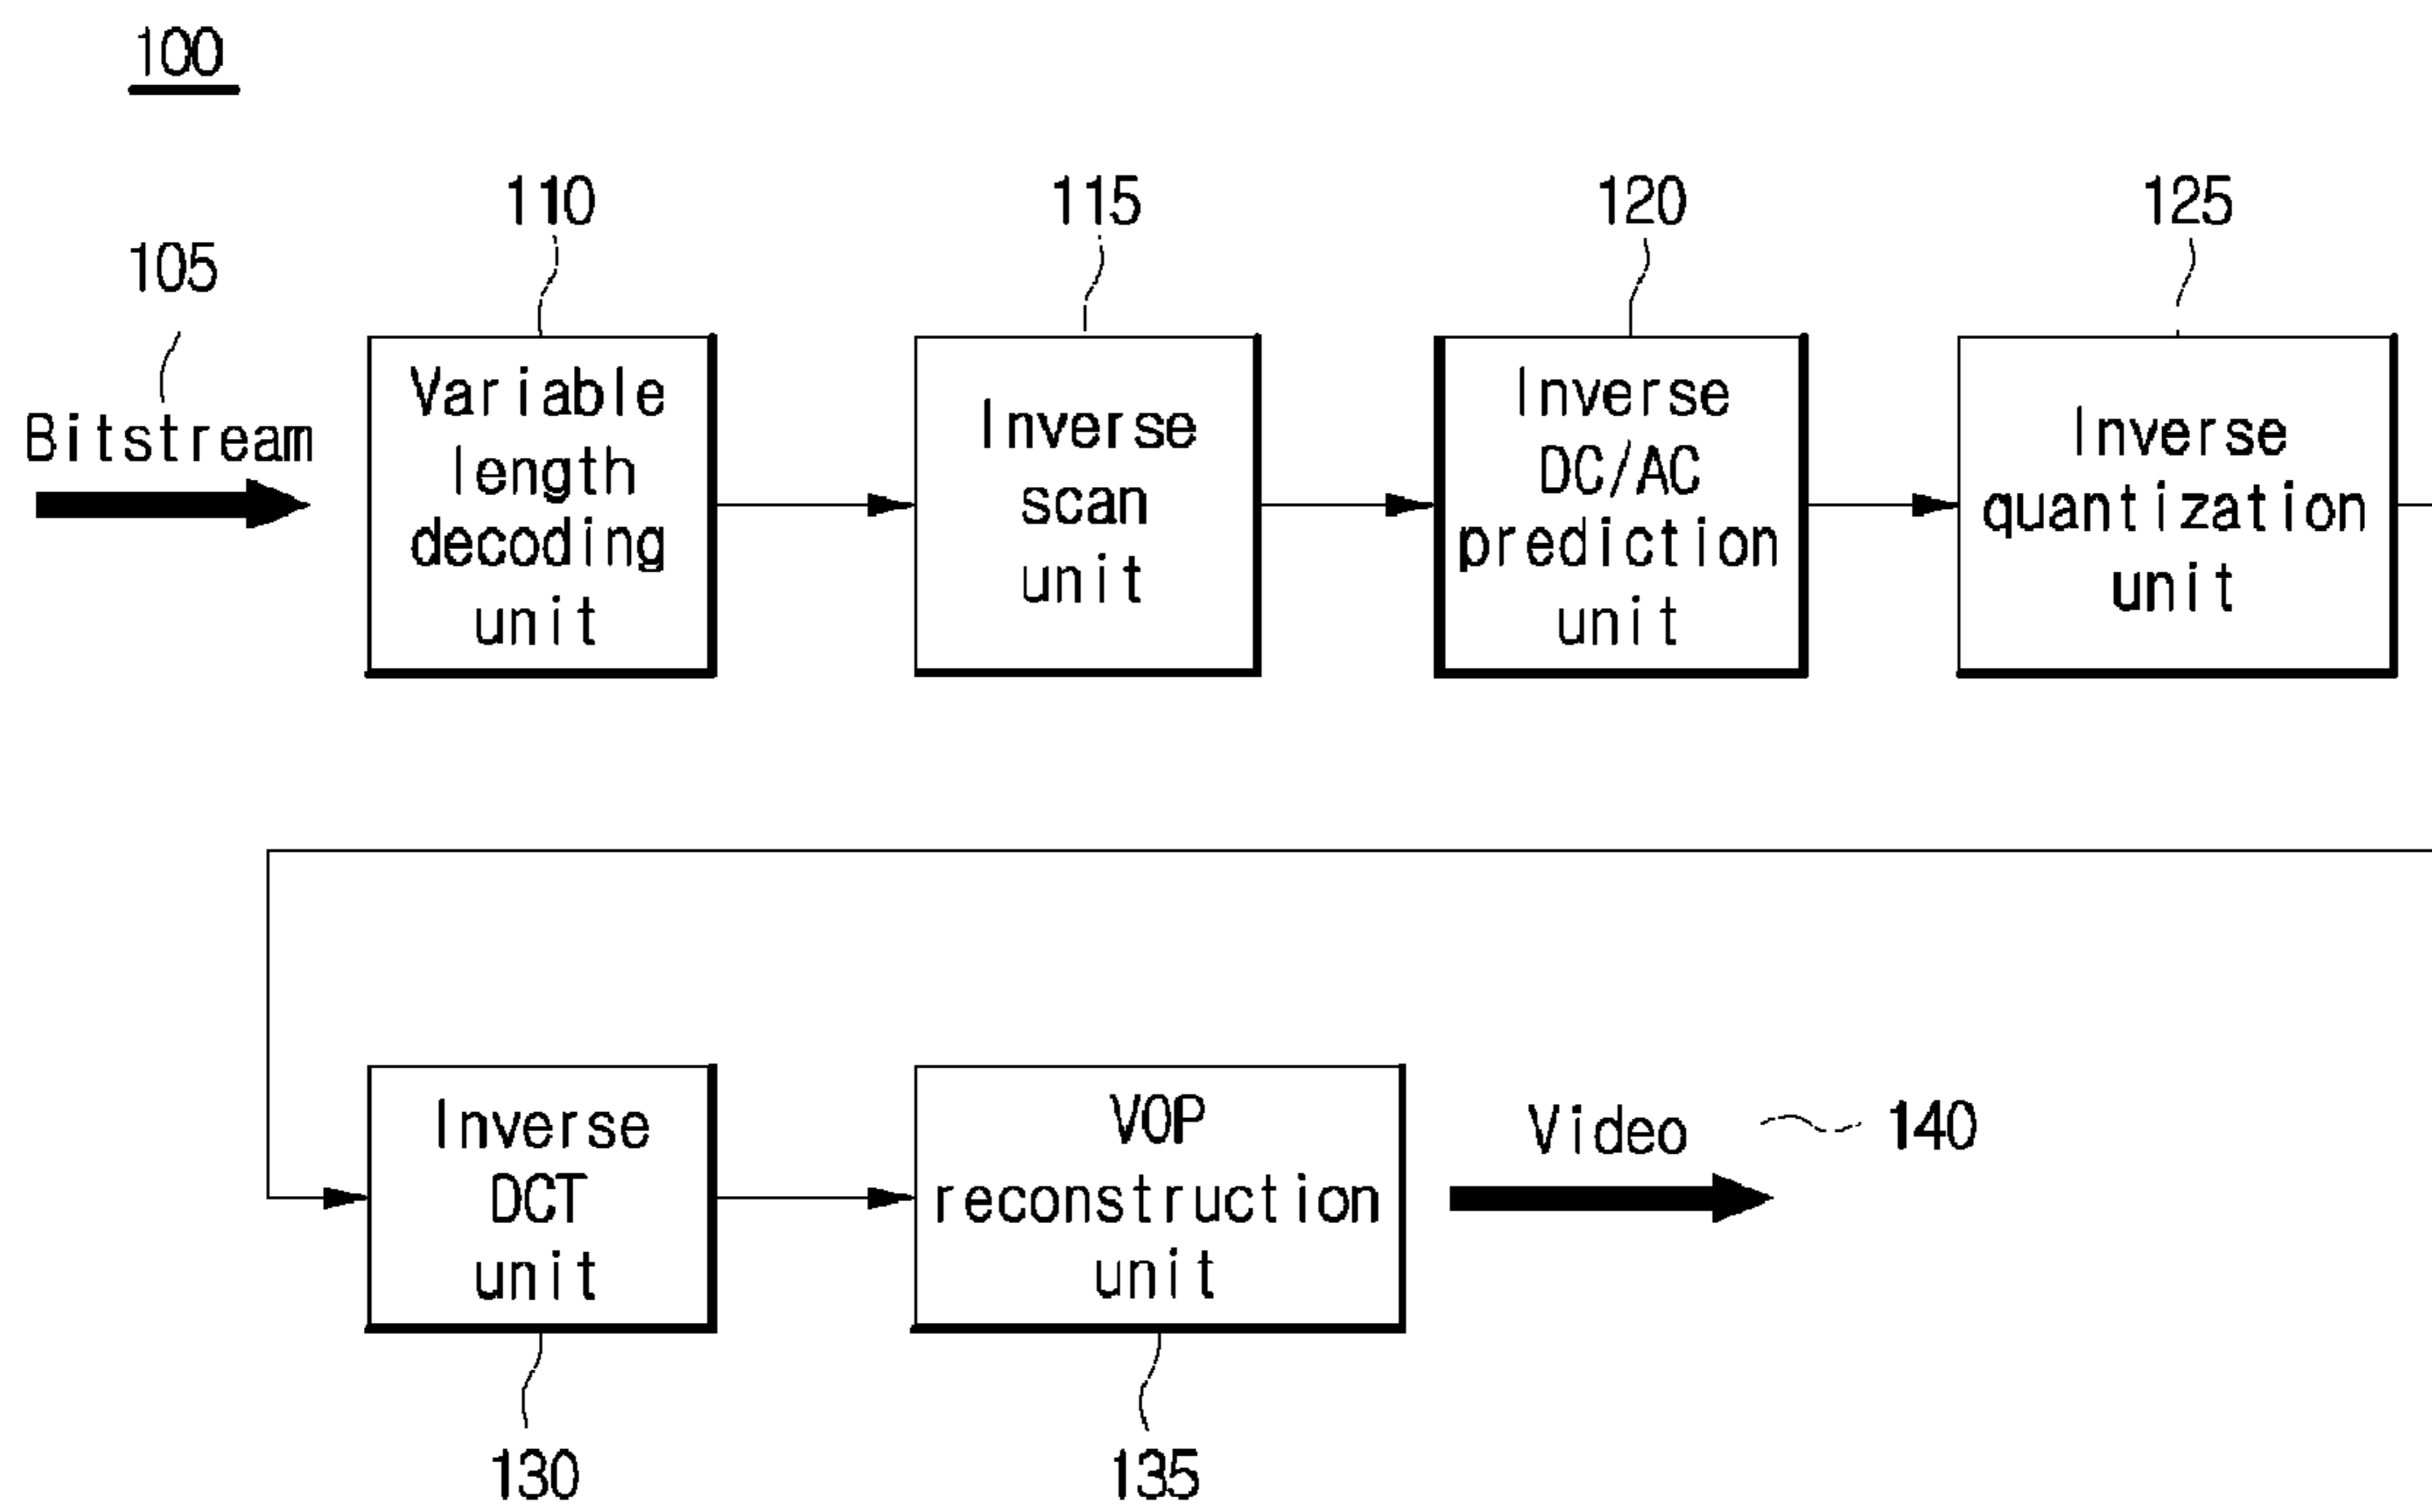 100
110
115
120
125
105
Bitstream
Variable
length
decoding
unit
Inverse
scan
unit
Inverse
DC/AC
prediction
unit
Inverse
quantization
unit
Inverse
DCT
unit
VOP
reconstruction
unit
Video
140
130
135